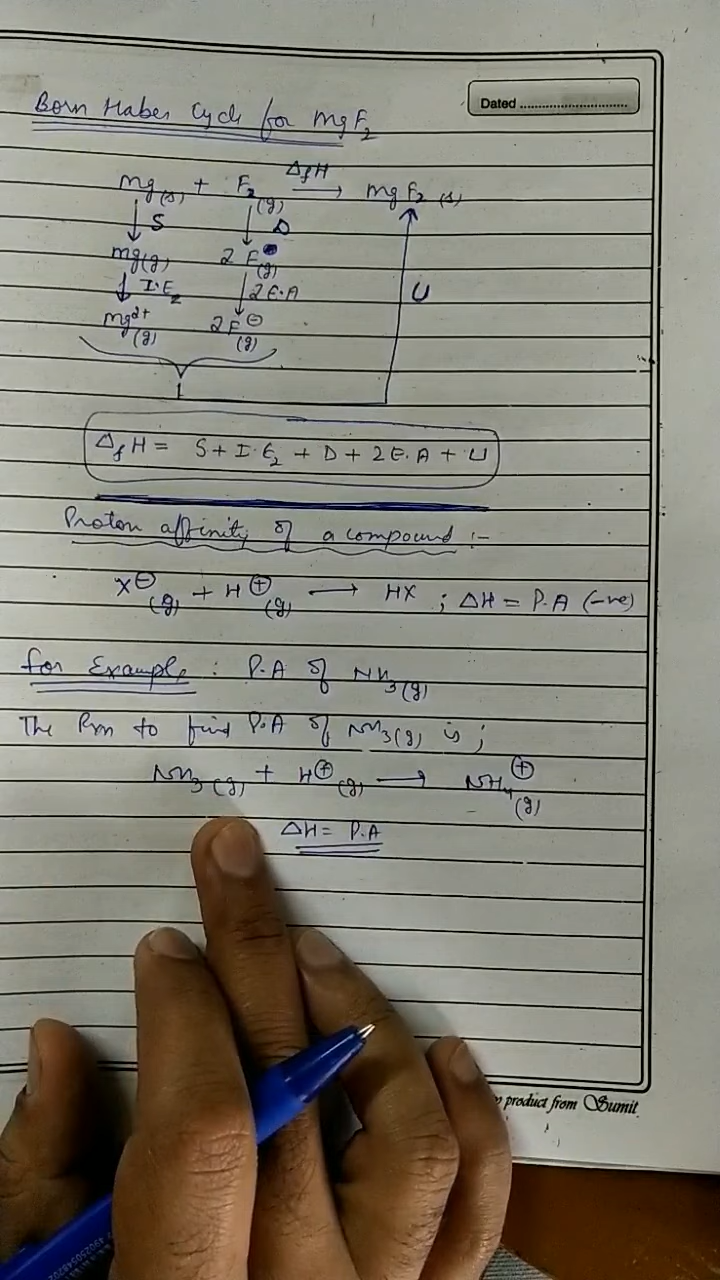 Born Haber Cycle for MgF₂
Dated ..............................
Mg(s) + F₂(g) ΔfH → MgF₂(s)
↓ S ↓ D
Mg(g) 2F(g)
↓ I.E₂ ↓ 2E.A U
Mg²⁺(g) 2F⊖(g)
ΔfH = S + I.E₂ + D + 2E.A + U
Proton affinity of a compound :-
X⊖(g) + H⊕(g) → HX ; ΔH = P.A (-ve)
for Example : P.A of NH₃(g)
The Rxn to find P.A of NH₃(g) is ;
NH₃(g) + H⊕(g) → NH₄⊕(g)
ΔH = P.A
product from Sumit